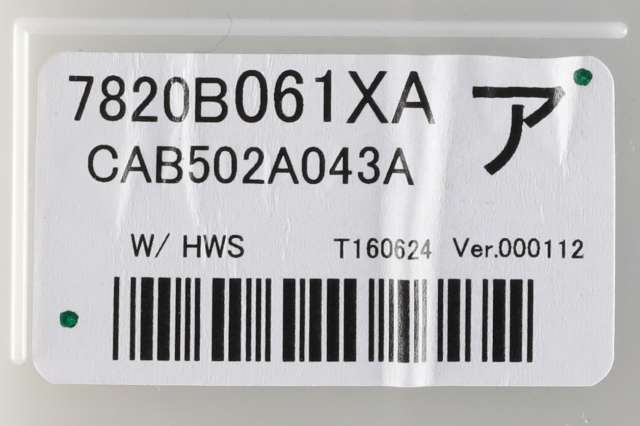 7820B061XA ア
CAB502A043A
W/ HWS T160624 Ver.000112